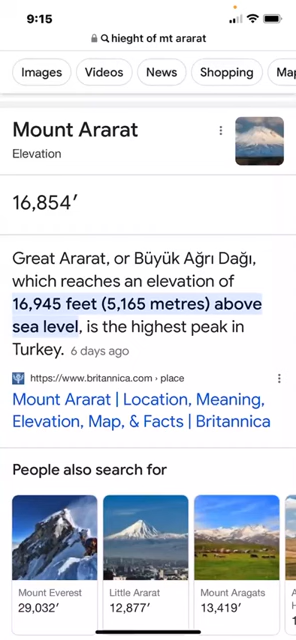 9:15
hieght of mt ararat
Images Videos News Shopping
Mount Ararat
Elevation
16,854′
Great Ararat, or Büyük Ağrı Dağı,
which reaches an elevation of
16,945 feet (5,165 metres) above
sea level, is the highest peak in
Turkey. 6 days ago
https://www.britannica.com › place
Mount Ararat | Location, Meaning,
Elevation, Map, & Facts | Britannica
People also search for
Mount Everest
29,032′
Little Ararat
12,877′
Mount Aragats
13,419′